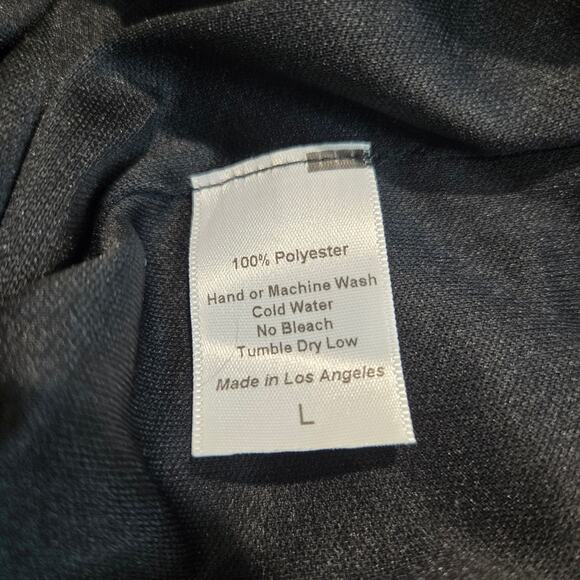 100% Polyester
Hand or Machine Wash
Cold Water
No Bleach
Tumble Dry Low
Made in Los Angeles
L